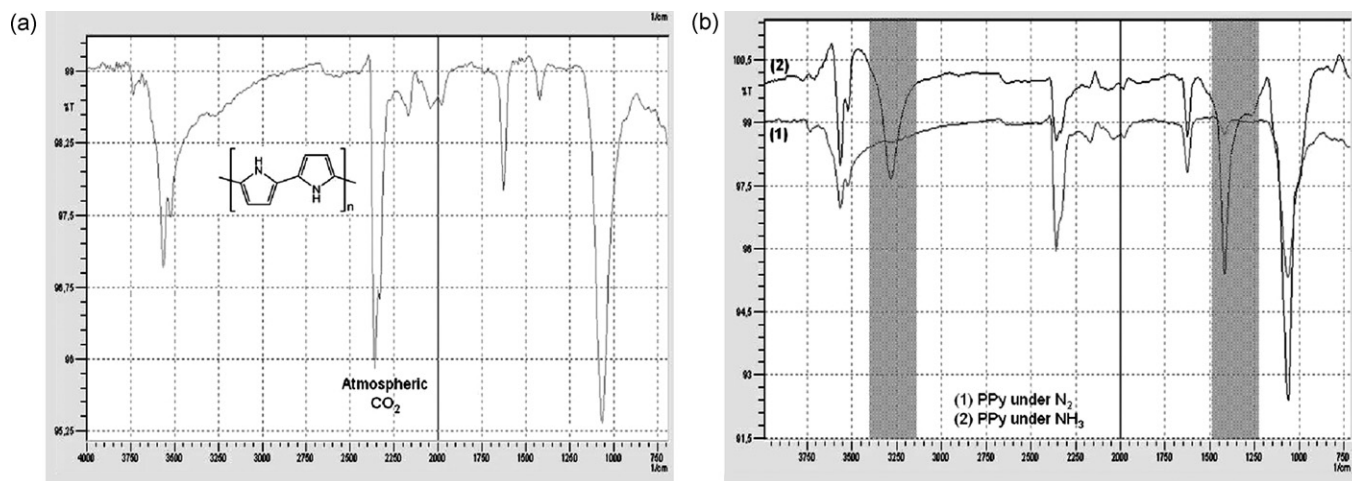 (a)
1/cm
99
%T
98,25
97,5
96,75
96
95,25
H
N
N
H
n
Atmospheric
CO2
4000 3750 3500 3250 3000 2750 2500 2250 2000 1750 1500 1250 1000 750
1/cm
(b)
1/cm
100,5
%T
99
97,5
96
94,5
93
91,5
(2)
(1)
(1) PPy under N2
(2) PPy under NH3
3750 3500 3250 3000 2750 2500 2250 2000 1750 1500 1250 1000 750
1/cm